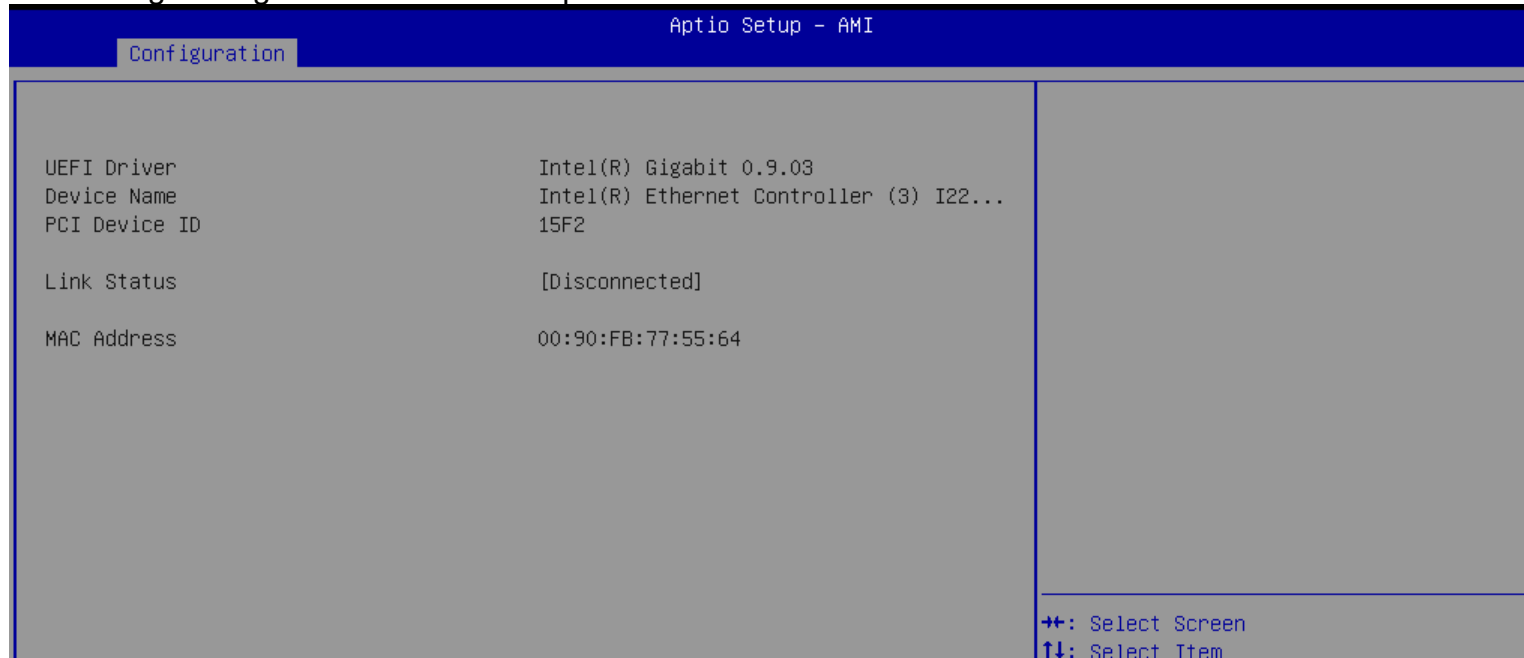 Aptio Setup – AMI
Configuration
UEFI Driver Intel(R) Gigabit 0.9.03
Device Name Intel(R) Ethernet Controller (3) I22...
PCI Device ID 15F2
Link Status [Disconnected]
MAC Address 00:90:FB:77:55:64
→←: Select Screen
↑↓: Select Item